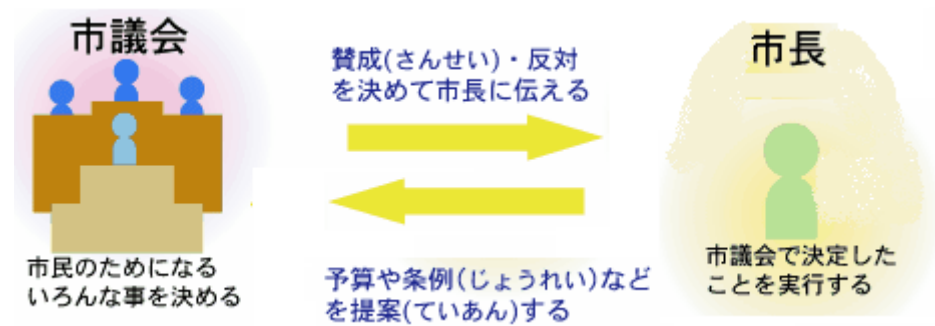 市議会
賛成(さんせい)・反対
を決めて市長に伝える
市長
市民のためになる
いろんな事を決める
予算や条例(じょうれい)など
を提案(ていあん)する
市議会で決定した
ことを実行する